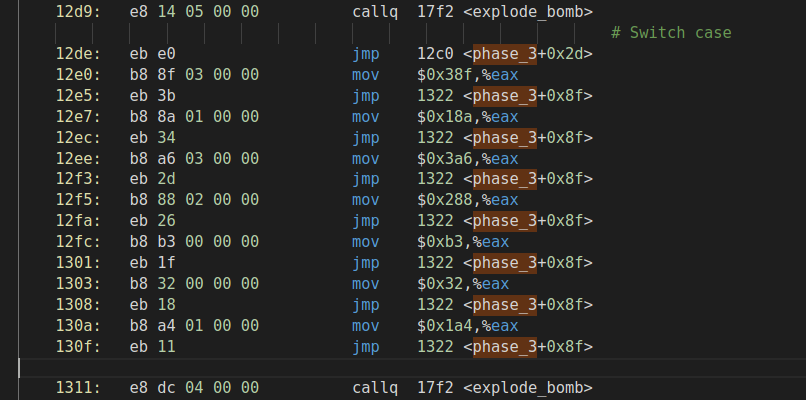 12d9: e8 14 05 00 00 callq 17f2 <explode_bomb>
# Switch case
12de: eb e0 jmp 12c0 <phase_3+0x2d>
12e0: b8 8f 03 00 00 mov $0x38f,%eax
12e5: eb 3b jmp 1322 <phase_3+0x8f>
12e7: b8 8a 01 00 00 mov $0x18a,%eax
12ec: eb 34 jmp 1322 <phase_3+0x8f>
12ee: b8 a6 03 00 00 mov $0x3a6,%eax
12f3: eb 2d jmp 1322 <phase_3+0x8f>
12f5: b8 88 02 00 00 mov $0x288,%eax
12fa: eb 26 jmp 1322 <phase_3+0x8f>
12fc: b8 b3 00 00 00 mov $0xb3,%eax
1301: eb 1f jmp 1322 <phase_3+0x8f>
1303: b8 32 00 00 00 mov $0x32,%eax
1308: eb 18 jmp 1322 <phase_3+0x8f>
130a: b8 a4 01 00 00 mov $0x1a4,%eax
130f: eb 11 jmp 1322 <phase_3+0x8f>
1311: e8 dc 04 00 00 callq 17f2 <explode_bomb>